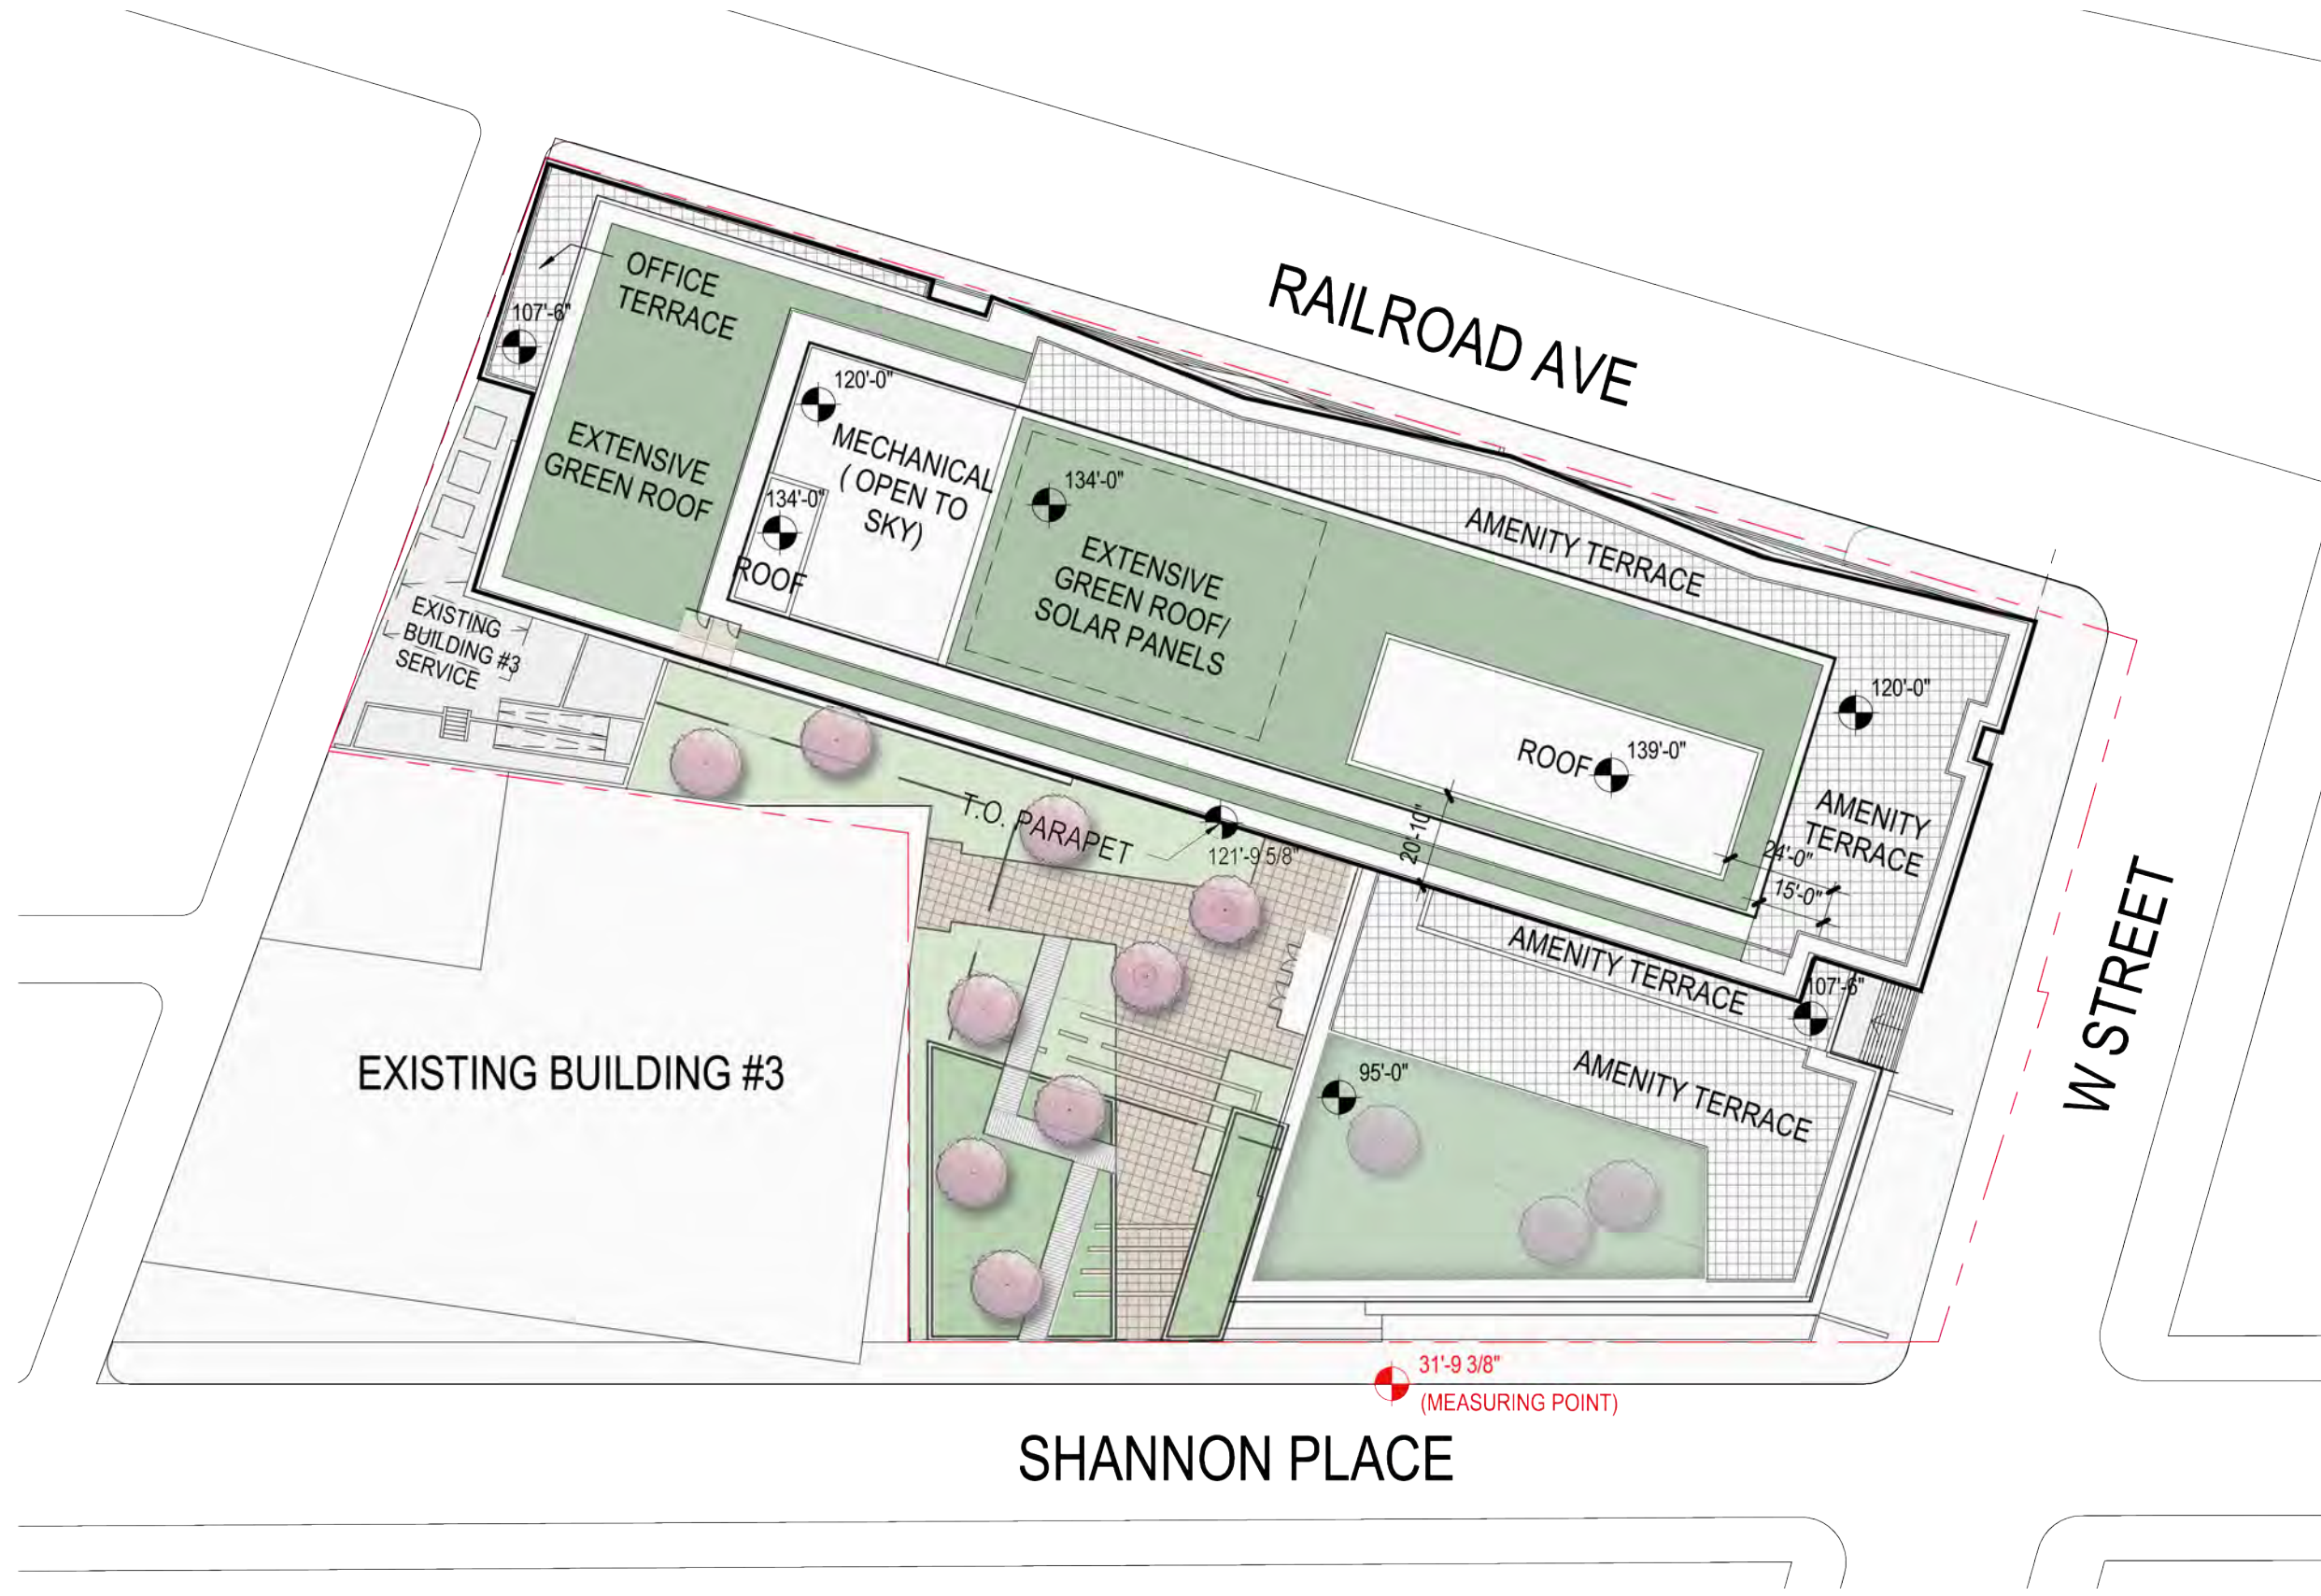 RAILROAD AVE
OFFICE
TERRACE
107'-6"
120'-0"
MECHANICAL
( OPEN TO
SKY)
EXTENSIVE
GREEN ROOF
134'-0"
ROOF
134'-0"
EXTENSIVE
GREEN ROOF/
SOLAR PANELS
AMENITY TERRACE
EXISTING
BUILDING #3
SERVICE
120'-0"
ROOF
139'-0"
AMENITY
TERRACE
T.O. PARAPET
121'-9 5/8"
20'-10"
24'-0"
15'-0"
AMENITY TERRACE
107'-6"
W STREET
EXISTING BUILDING #3
95'-0"
AMENITY TERRACE
31'-9 3/8"
(MEASURING POINT)
SHANNON PLACE